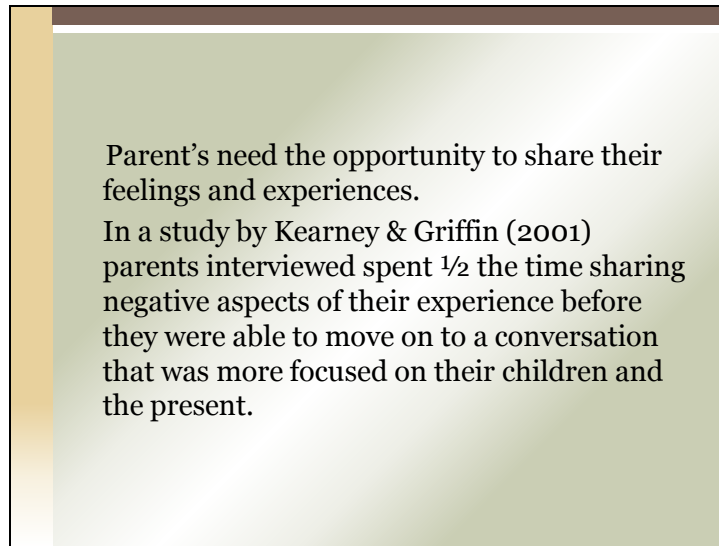 Parent’s need the opportunity to share their
feelings and experiences.
In a study by Kearney & Griffin (2001)
parents interviewed spent ½ the time sharing
negative aspects of their experience before
they were able to move on to a conversation
that was more focused on their children and
the present.